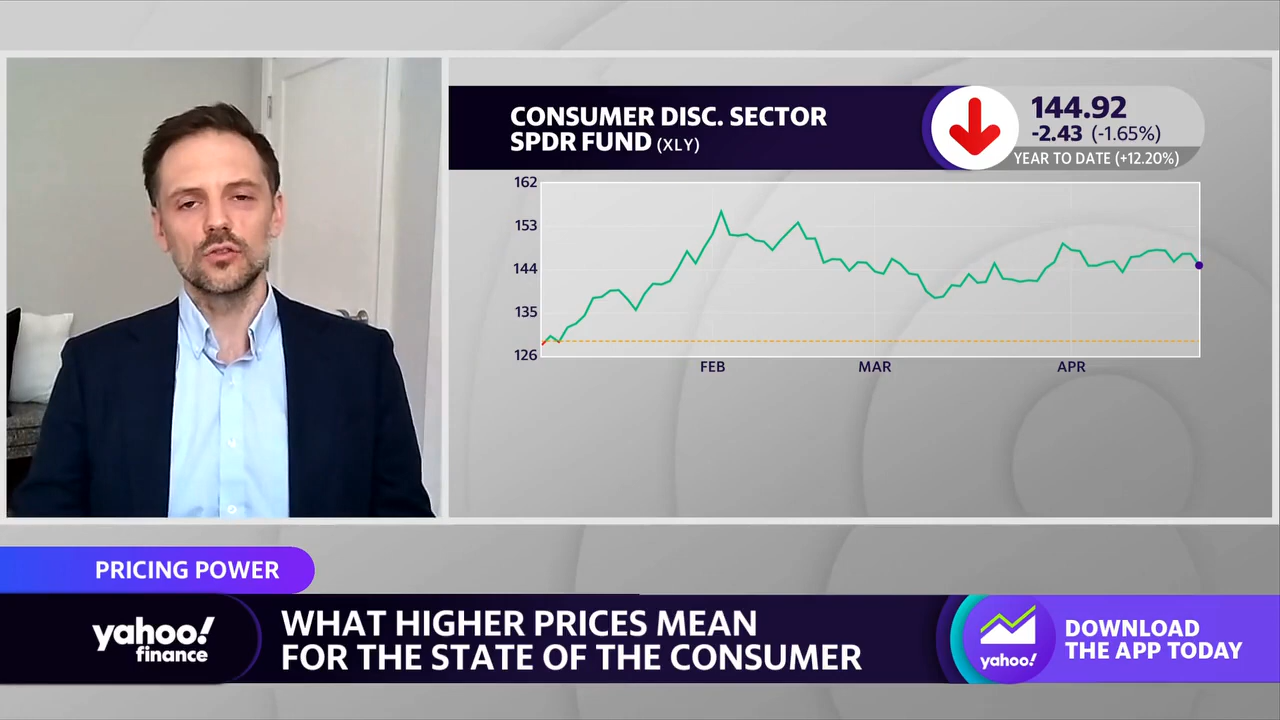 CONSUMER DISC. SECTOR
SPDR FUND (XLY)
144.92
-2.43 (-1.65%)
YEAR TO DATE (+12.20%)
162
153
144
135
126
FEB
MAR
APR
PRICING POWER
yahoo!
finance
WHAT HIGHER PRICES MEAN
FOR THE STATE OF THE CONSUMER
yahoo!
DOWNLOAD
THE APP TODAY